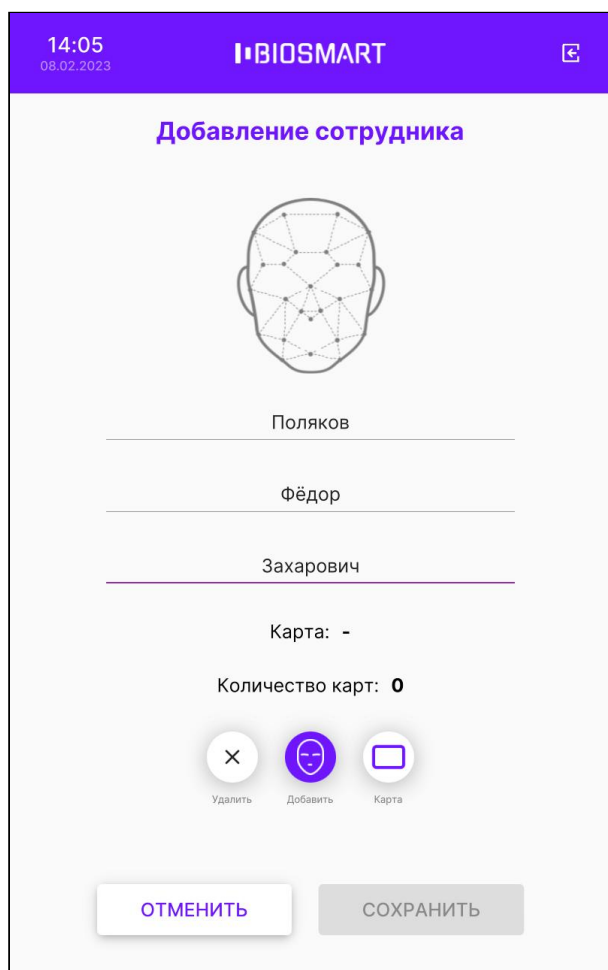 14:05
BIOSMART
08.02.2023
Добавление сотрудника
Поляков
Фёдор
Захарович
Карта: -
Количество карт: 0
Удалить Добавить Карта
ОТМЕНИТЬ СОХРАНИТЬ